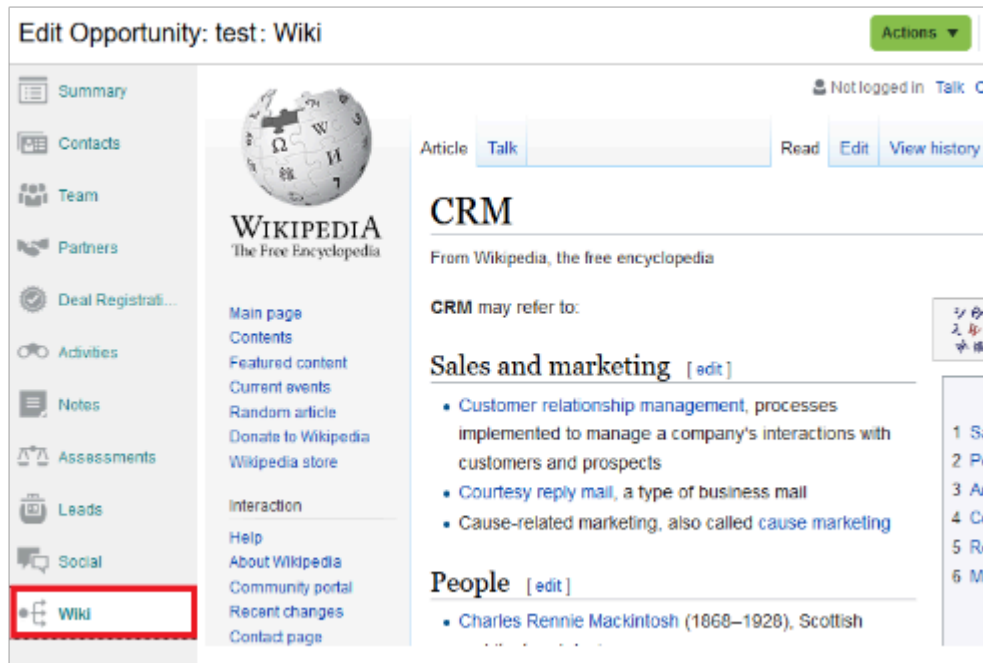 Edit Opportunity: test: Wiki
Actions
Summary
Contacts
Team
Partners
Deal Registrati...
Activities
Notes
Assessments
Leads
Social
Wiki
WIKIPEDIA
The Free Encyclopedia
Main page
Contents
Featured content
Current events
Random article
Donate to Wikipedia
Wikipedia store
Interaction
Help
About Wikipedia
Community portal
Recent changes
Contact page
Not logged in Talk
Article Talk Read Edit View history
CRM
From Wikipedia, the free encyclopedia
CRM may refer to:
Sales and marketing [edit]
• Customer relationship management, processes
implemented to manage a company's interactions with
customers and prospects
• Courtesy reply mail, a type of business mail
• Cause-related marketing, also called cause marketing
People [edit]
• Charles Rennie Mackintosh (1868–1928), Scottish
1 Sa
2 Pe
3 Ar
4 Co
5 Re
6 M